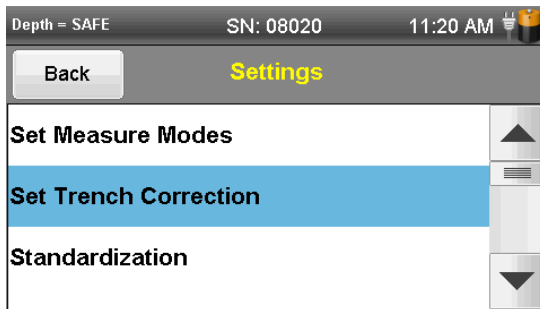 Depth = SAFE SN: 08020 11:20 AM
Back Settings
Set Measure Modes
Set Trench Correction
Standardization